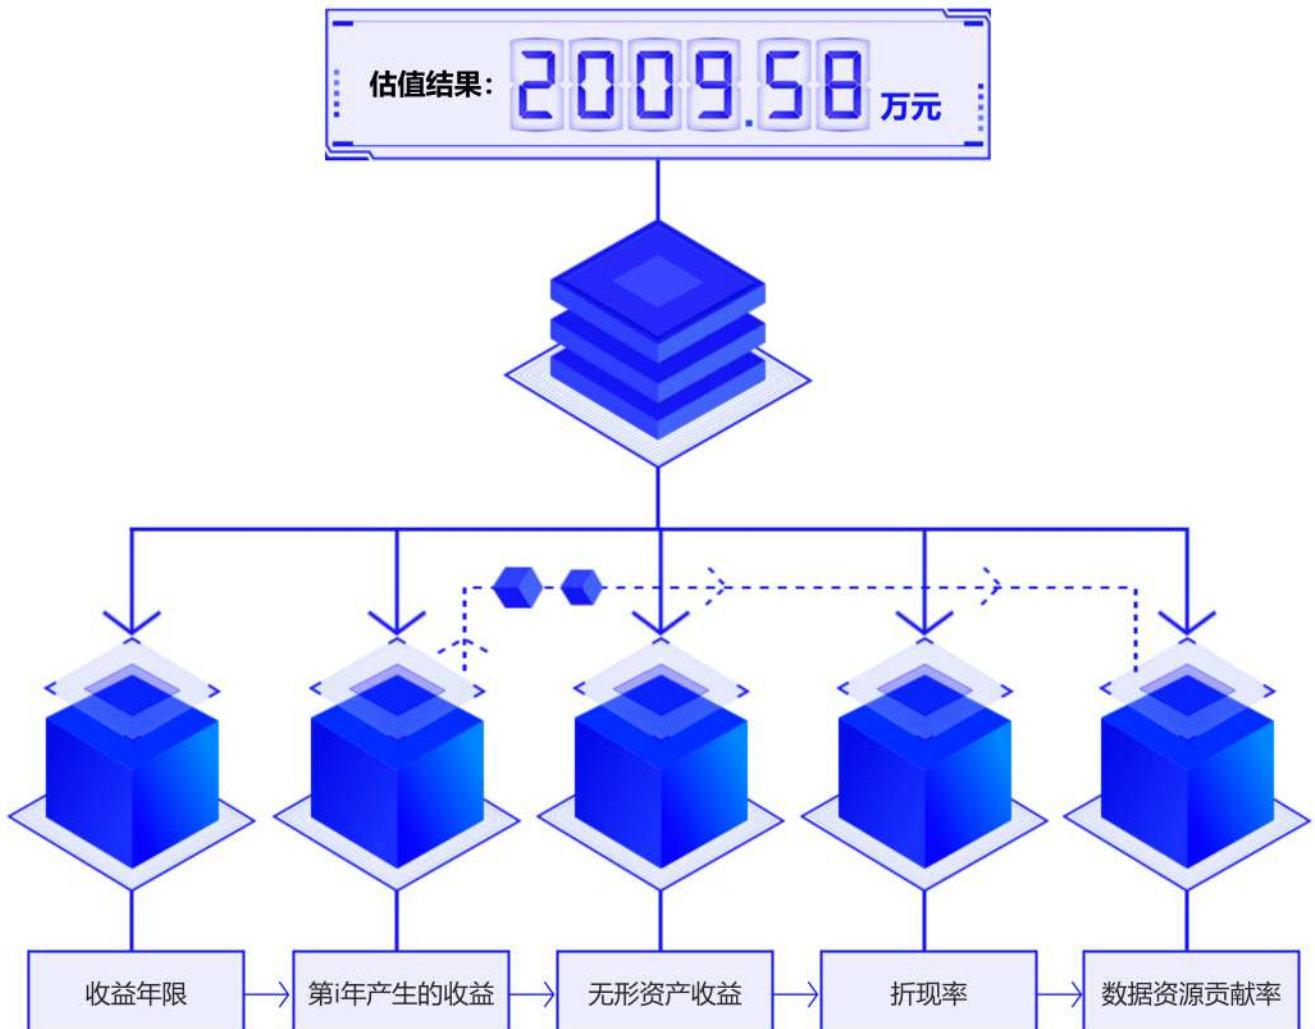 估值结果：2009.58万元
收益年限
第i年产生的收益
无形资产收益
折现率
数据资源贡献率